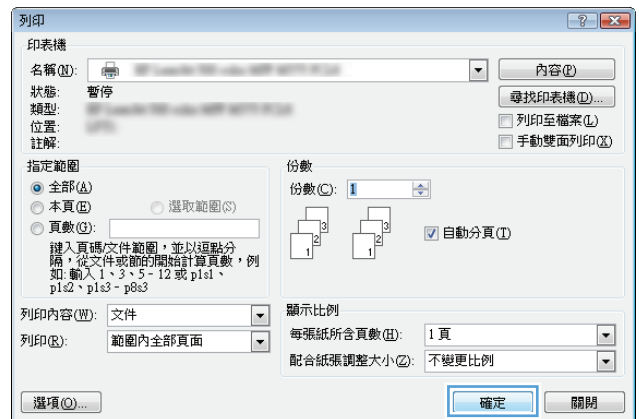 列印
印表機
名稱(N):
內容(P)
狀態: 暫停
尋找印表機(D)...
類型:
位置:
列印至檔案(L)
註解:
手動雙面列印(X)
指定範圍
全部(A)
本頁(E) 選取範圍(S)
頁數(G):
鍵入頁碼/文件範圍，並以逗點分
隔，從文件或節的開始計算頁數，例
如: 輸入 1、3、5 - 12 或 p1s1、
p1s2、p1s3 - p8s3
份數
份數(C): 1
1 2 3 1 2 3
自動分頁(T)
列印內容(W): 文件
列印(R): 範圍內全部頁面
顯示比例
每張紙所含頁數(H): 1 頁
配合紙張調整大小(Z): 不變更比例
選項(O)...
確定
關閉